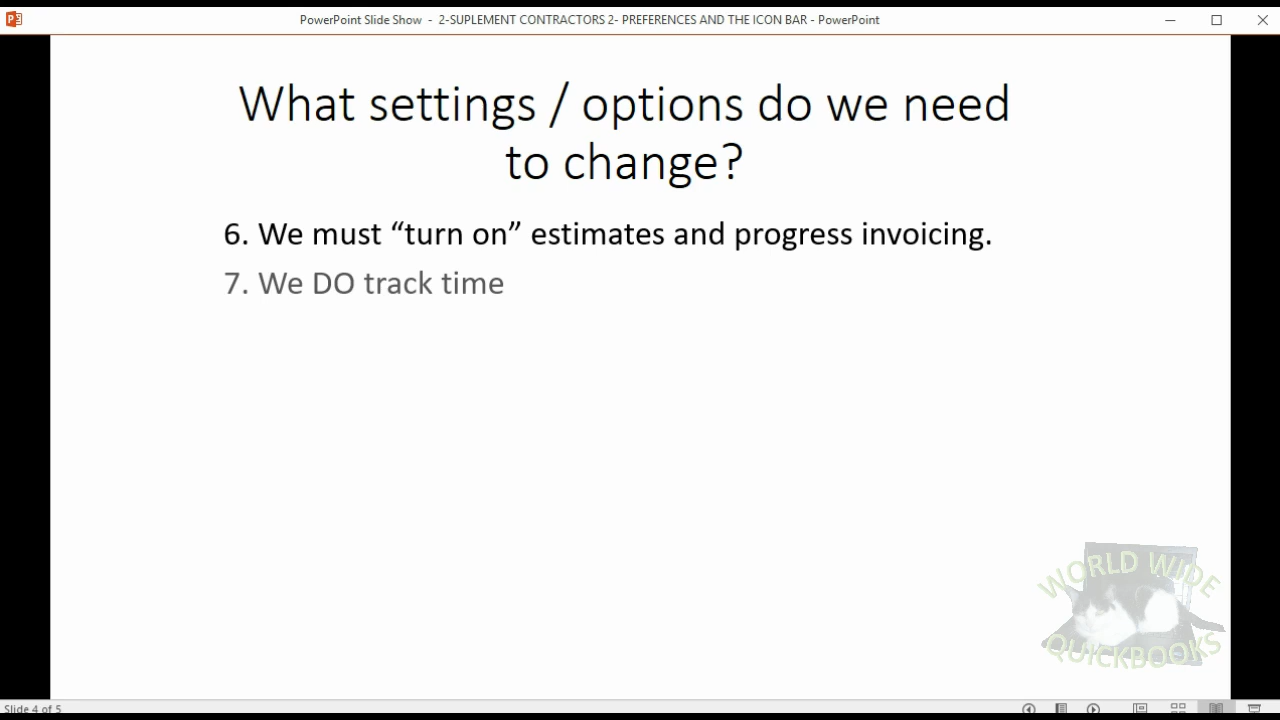 PowerPoint Slide Show - 2-SUPLEMENT CONTRACTORS 2- PREFERENCES AND THE ICON BAR - PowerPoint
What settings / options do we need
to change?
6. We must “turn on” estimates and progress invoicing.
7. We DO track time
WORLD WIDE
QUICKBOOKS
Slide 4 of 5